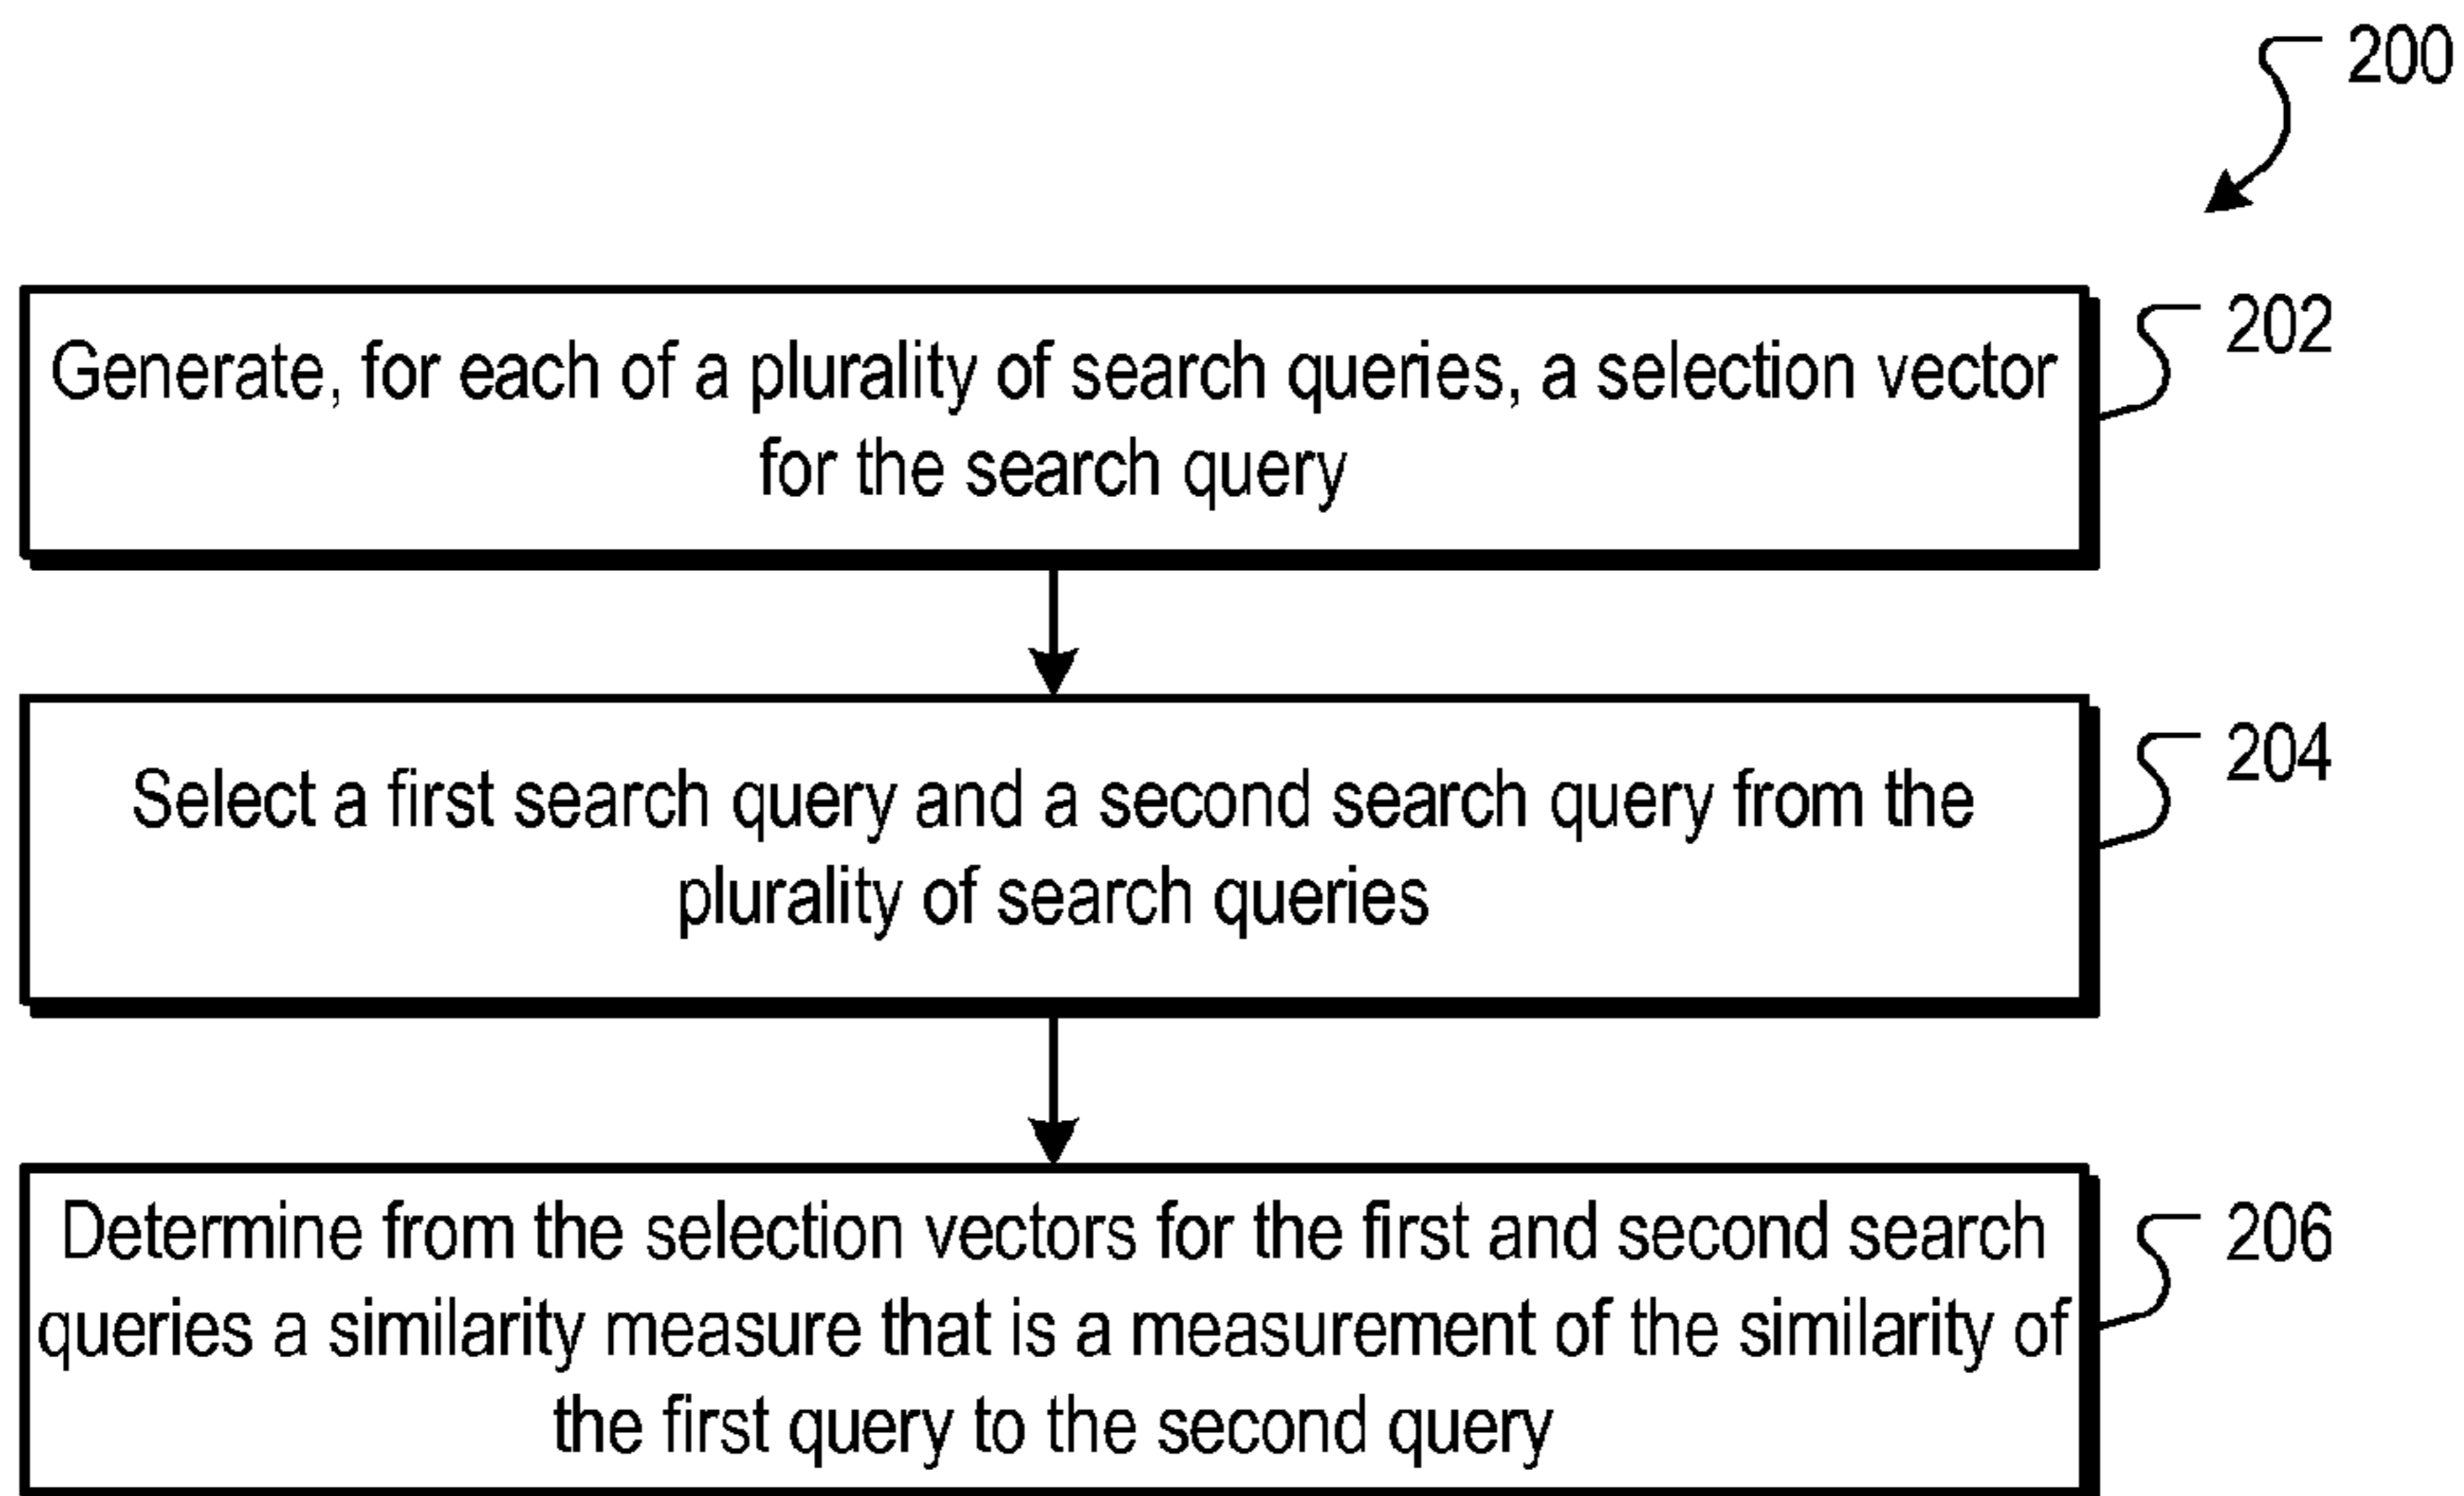 200
Generate, for each of a plurality of search queries, a selection vector
for the search query
202
Select a first search query and a second search query from the
plurality of search queries
204
Determine from the selection vectors for the first and second search
queries a similarity measure that is a measurement of the similarity of
the first query to the second query
206